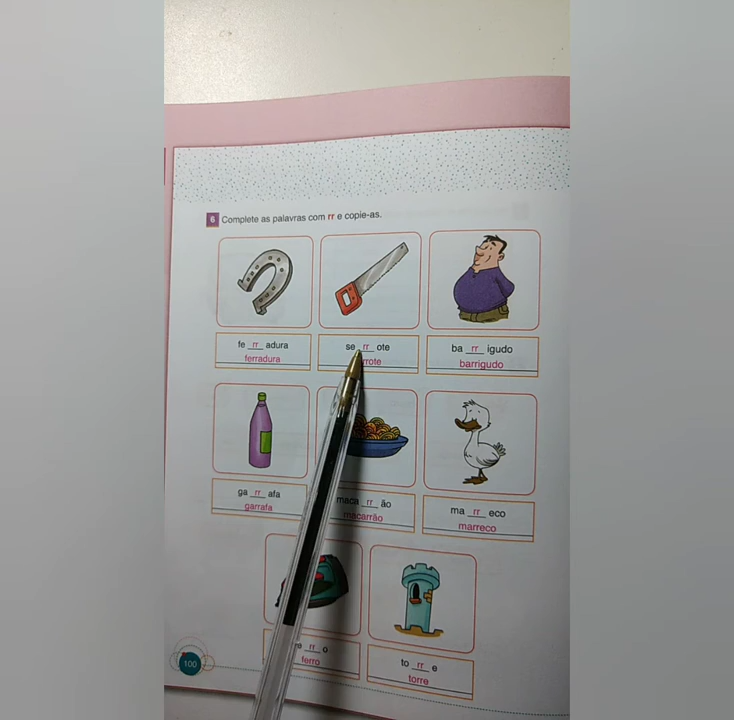 6 Complete as palavras com rr e copie-as.
fe rr adura
ferradura
se rr ote
rrote
ba rr igudo
barrigudo
ga rr afa
garrafa
maca rr ão
macarrão
ma rr eco
marreco
e rr o
ferro
to rr e
torre
100